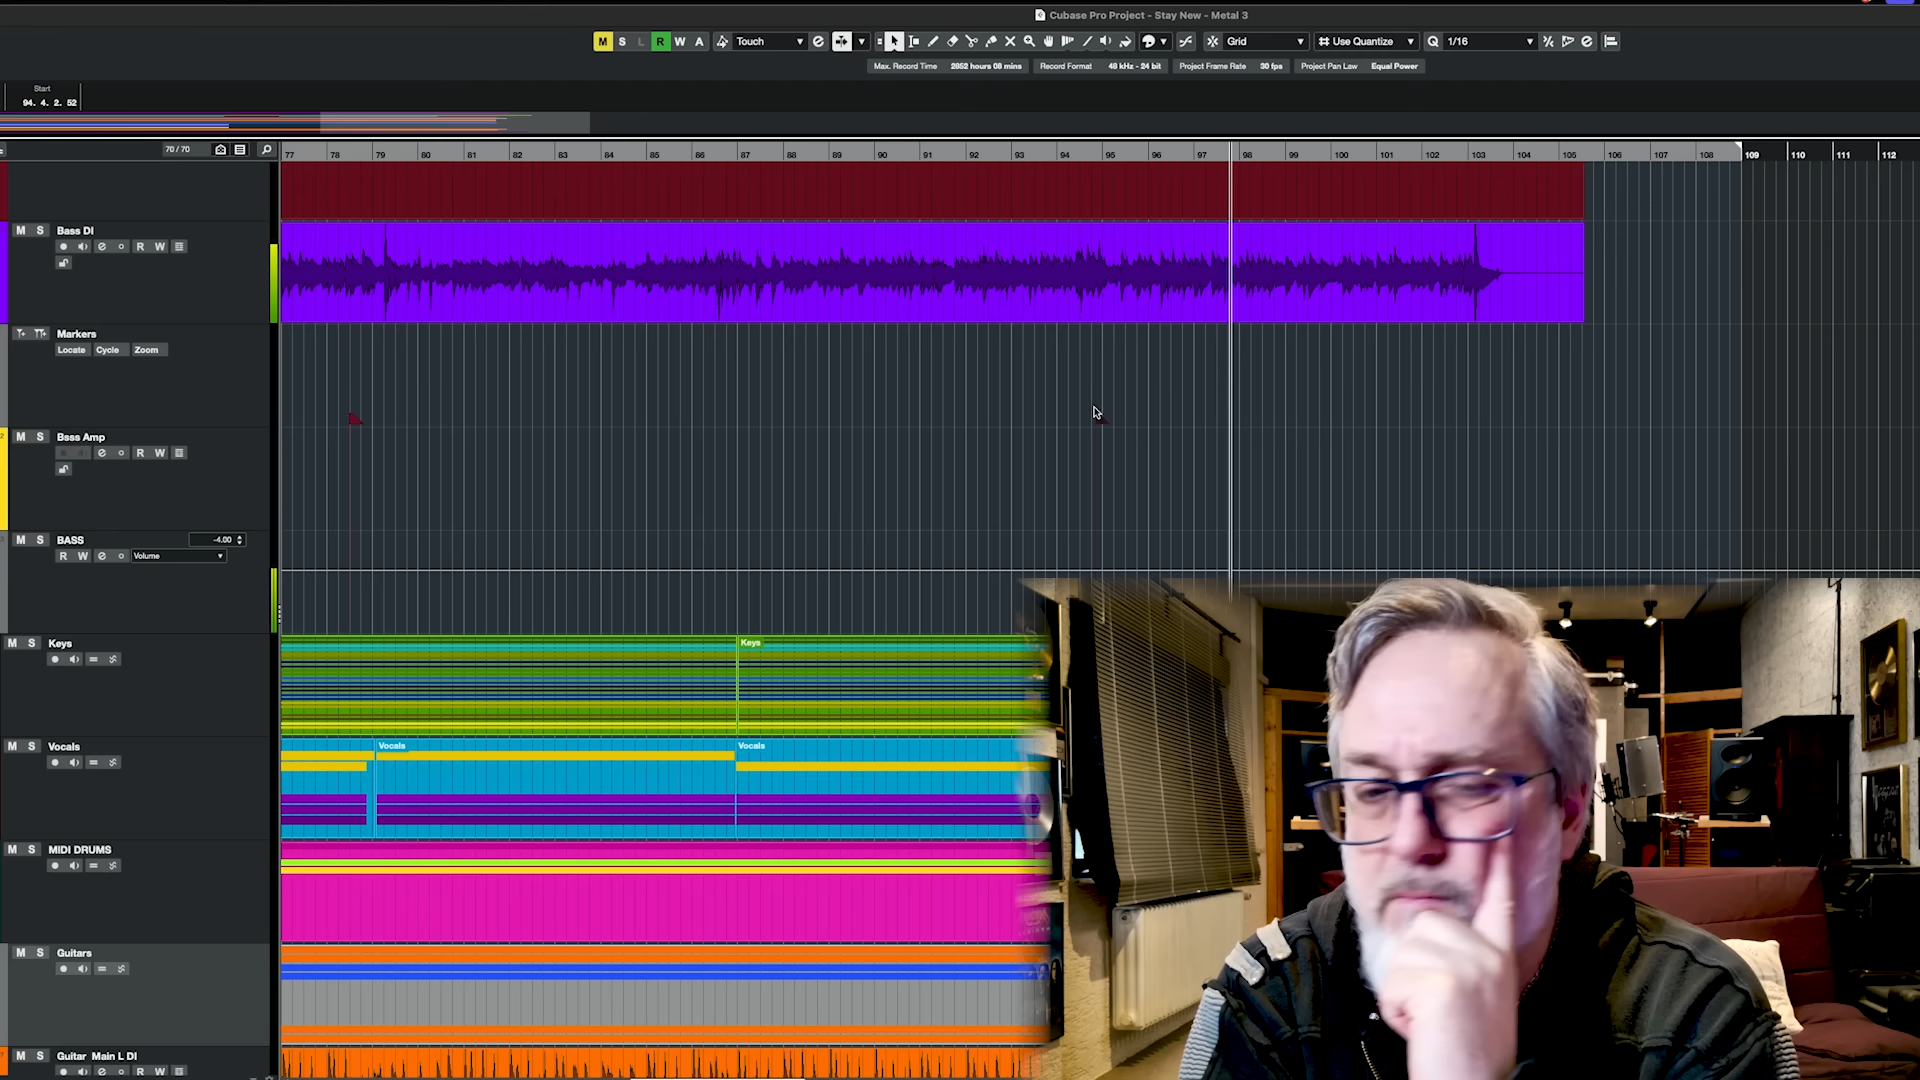 Cubase Pro Project - Stay New - Metal 3
M S L R W A Touch Grid Use Quantize Q 1/16
Max. Record Time 2852 hours 08 mins Record Format 48 kHz - 24 bit Project Frame Rate 30 fps Project Pan Law Equal Power
Start
94. 4. 2. 52
70 / 70
77 78 79 80 81 82 83 84 85 86 87 88 89 90 91 92 93 94 95 96 97 98 99 100 101 102 103 104 105 106 107 108 109 110 111 112
M S Bass DI
R W
Markers
Locate Cycle Zoom
M S Bsss Amp
R W
M S BASS -4.00
R W Volume
M S Keys
Keys
M S Vocals
Vocals Vocals
M S MIDI DRUMS
M S Guitars
M S Guitar Main L DI
R W